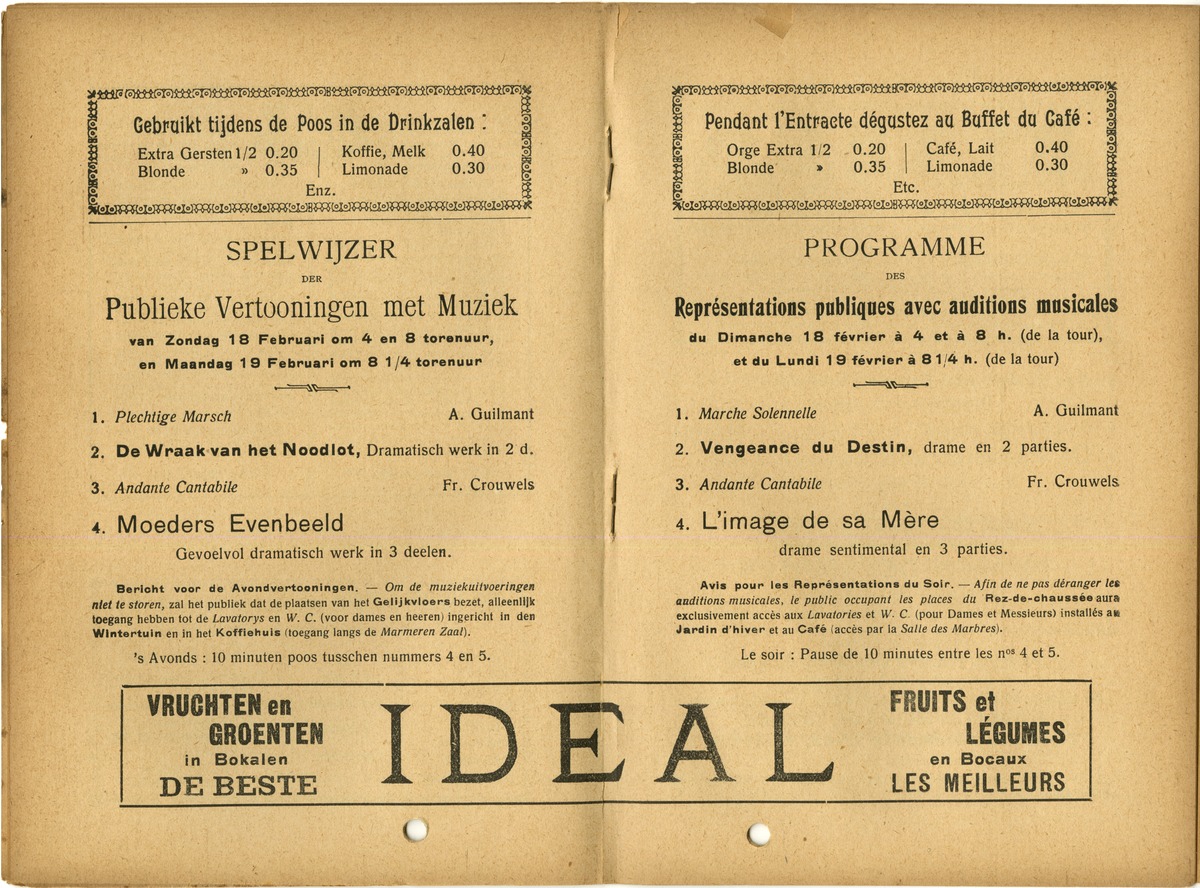 Gebruikt tijdens de Poos in de Drinkzalen :
Extra Gersten 1/2 0.20 | Koffie, Melk 0.40
Blonde » 0.35 | Limonade 0.30
Enz.
SPELWIJZER
DER
Publieke Vertooningen met Muziek
van Zondag 18 Februari om 4 en 8 torenuur,
en Maandag 19 Februari om 8 1/4 torenuur
1. Plechtige Marsch A. Guilmant
2. De Wraak van het Noodlot, Dramatisch werk in 2 d.
3. Andante Cantabile Fr. Crouwels
4. Moeders Evenbeeld
Gevoelvol dramatisch werk in 3 deelen.
Bericht voor de Avondvertooningen. — Om de muziekuitvoeringen
niet te storen, zal het publiek dat de plaatsen van het Gelijkvloers bezet, alleenlijk
toegang hebben tot de Lavatorys en W. C. (voor dames en heeren) ingericht in den
Wintertuin en in het Koffiehuis (toegang langs de Marmeren Zaal).
's Avonds : 10 minuten poos tusschen nummers 4 en 5.
Pendant l'Entracte dégustez au Buffet du Café :
Orge Extra 1/2 0.20 | Café, Lait 0.40
Blonde » 0.35 | Limonade 0.30
Etc.
PROGRAMME
DES
Représentations publiques avec auditions musicales
du Dimanche 18 février à 4 et à 8 h. (de la tour),
et du Lundi 19 février à 8 1/4 h. (de la tour)
1. Marche Solennelle A. Guilmant
2. Vengeance du Destin, drame en 2 parties.
3. Andante Cantabile Fr. Crouwels
4. L'image de sa Mère
drame sentimental en 3 parties.
Avis pour les Représentations du Soir. — Afin de ne pas déranger les
auditions musicales, le public occupant les places du Rez-de-chaussée aura
exclusivement accès aux Lavatories et W. C. (pour Dames et Messieurs) installés au
Jardin d'hiver et au Café (accès par la Salle des Marbres).
Le soir : Pause de 10 minutes entre les nos 4 et 5.
VRUCHTEN en
GROENTEN
in Bokalen
DE BESTE
IDEAL
FRUITS et
LÉGUMES
en Bocaux
LES MEILLEURS